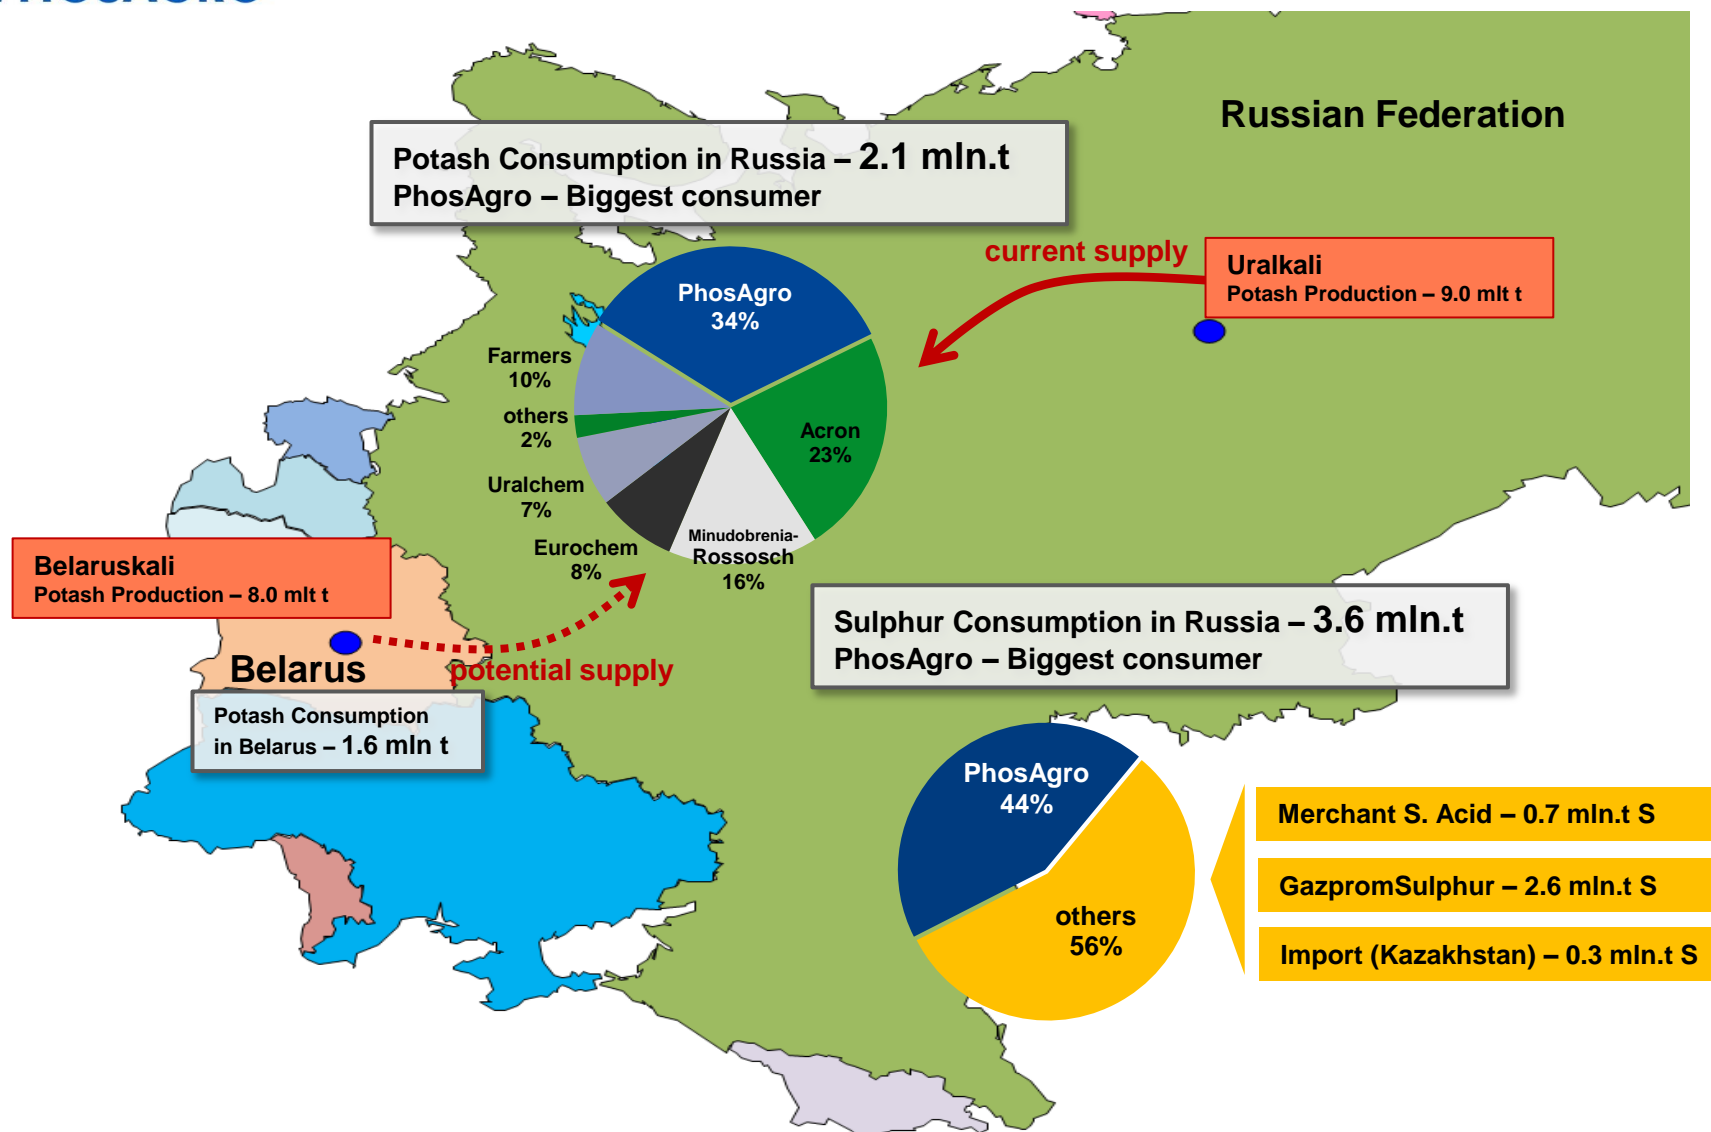 Russian Federation
Potash Consumption in Russia – 2.1 mln.t
PhosAgro – Biggest consumer
current supply
Uralkali
Potash Production – 9.0 mlt t
PhosAgro
34%
Farmers
10%
others
2%
Acron
23%
Uralchem
7%
Minudobrenia-
Rossosch
16%
Eurochem
8%
Belaruskali
Potash Production – 8.0 mlt t
Belarus
potential supply
Potash Consumption
in Belarus – 1.6 mln t
Sulphur Consumption in Russia – 3.6 mln.t
PhosAgro – Biggest consumer
PhosAgro
44%
others
56%
Merchant S. Acid – 0.7 mln.t S
GazpromSulphur – 2.6 mln.t S
Import (Kazakhstan) – 0.3 mln.t S